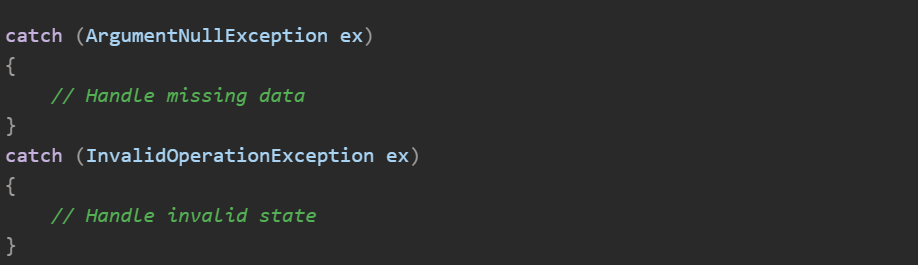 catch (ArgumentNullException ex)
{
    // Handle missing data
}
catch (InvalidOperationException ex)
{
    // Handle invalid state
}